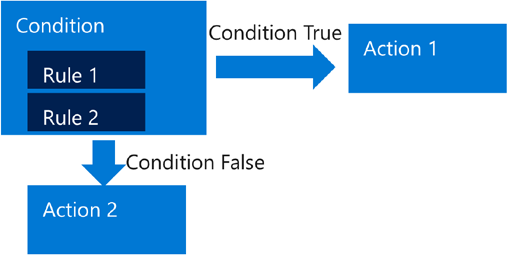 Condition
Condition True
Action 1
Rule 1
Rule 2
Condition False
Action 2